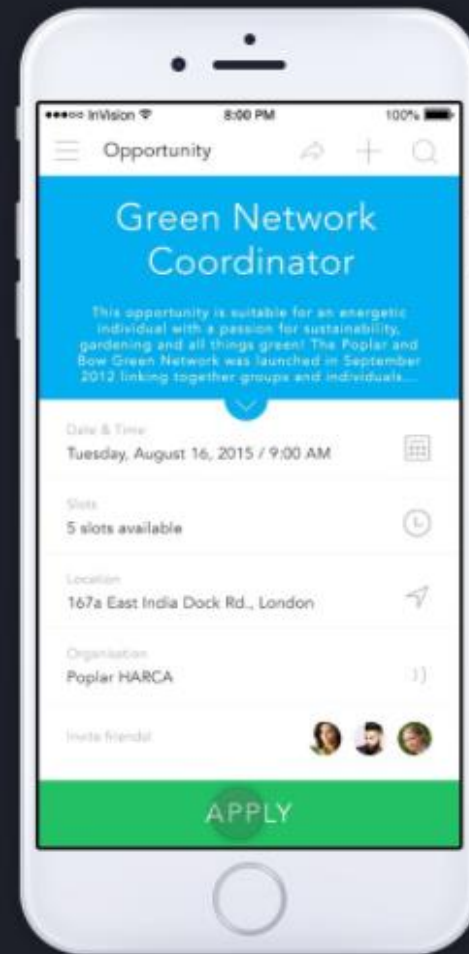 InVision 8:00 PM 100%
Opportunity
Green Network
Coordinator
This opportunity is suitable for an energetic
individual with a passion for sustainability,
gardening and all things green! The Poplar and
Bow Green Network was launched in September
2012 linking together groups and individuals...
Date & Time
Tuesday, August 16, 2015 / 9:00 AM
Slots
5 slots available
Location
167a East India Dock Rd., London
Organisation
Poplar HARCA
Invite friends!
APPLY